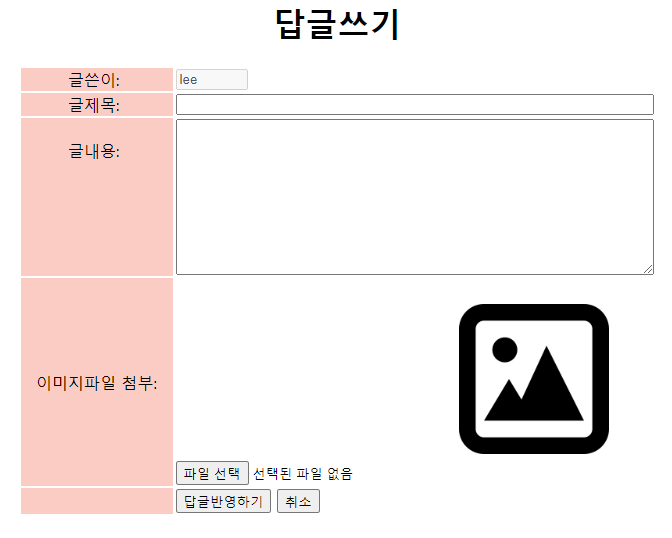 답글쓰기
글쓴이: lee
글제목:
글내용:
이미지파일 첨부:
파일 선택 선택된 파일 없음
답글반영하기 취소